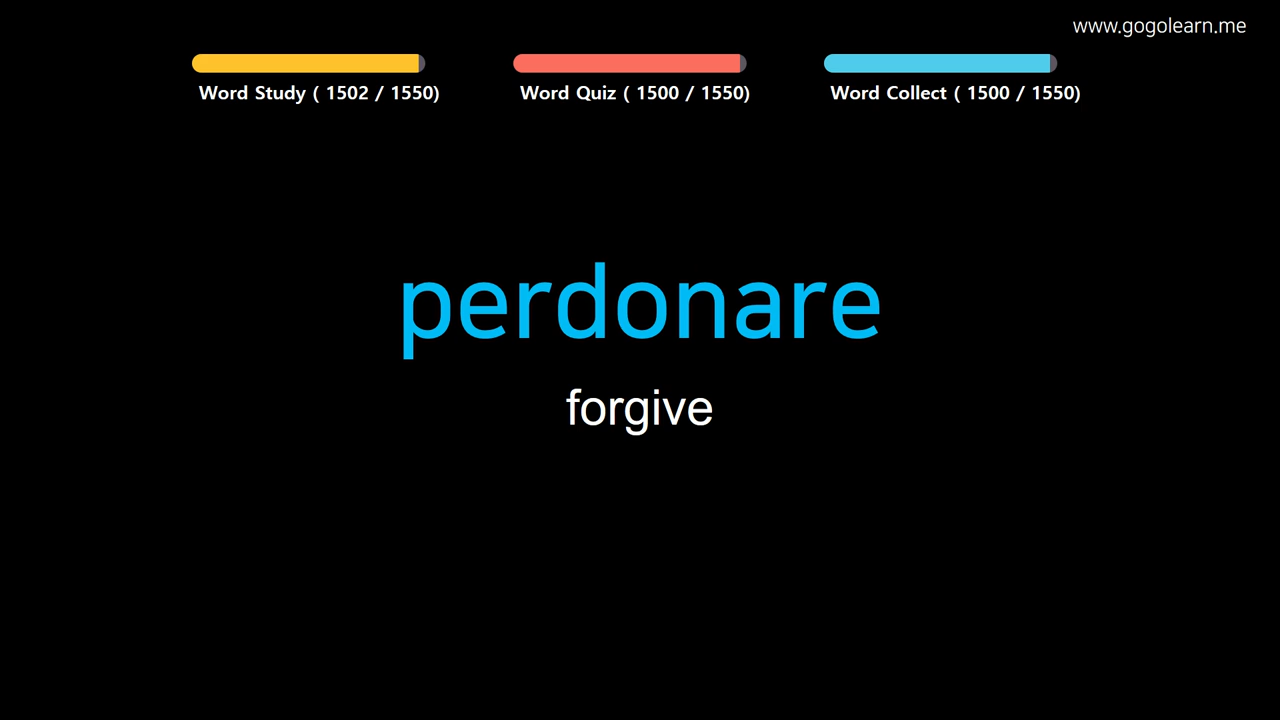 www.gogolearn.me
Word Study ( 1502 / 1550)
Word Quiz ( 1500 / 1550)
Word Collect ( 1500 / 1550)
perdonare
forgive